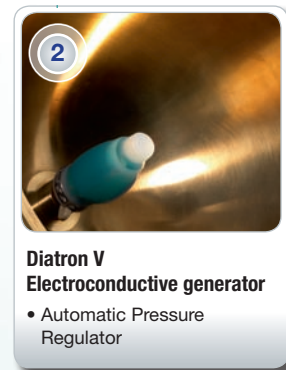 2
Diatron V
Electroconductive generator
• Automatic Pressure
Regulator